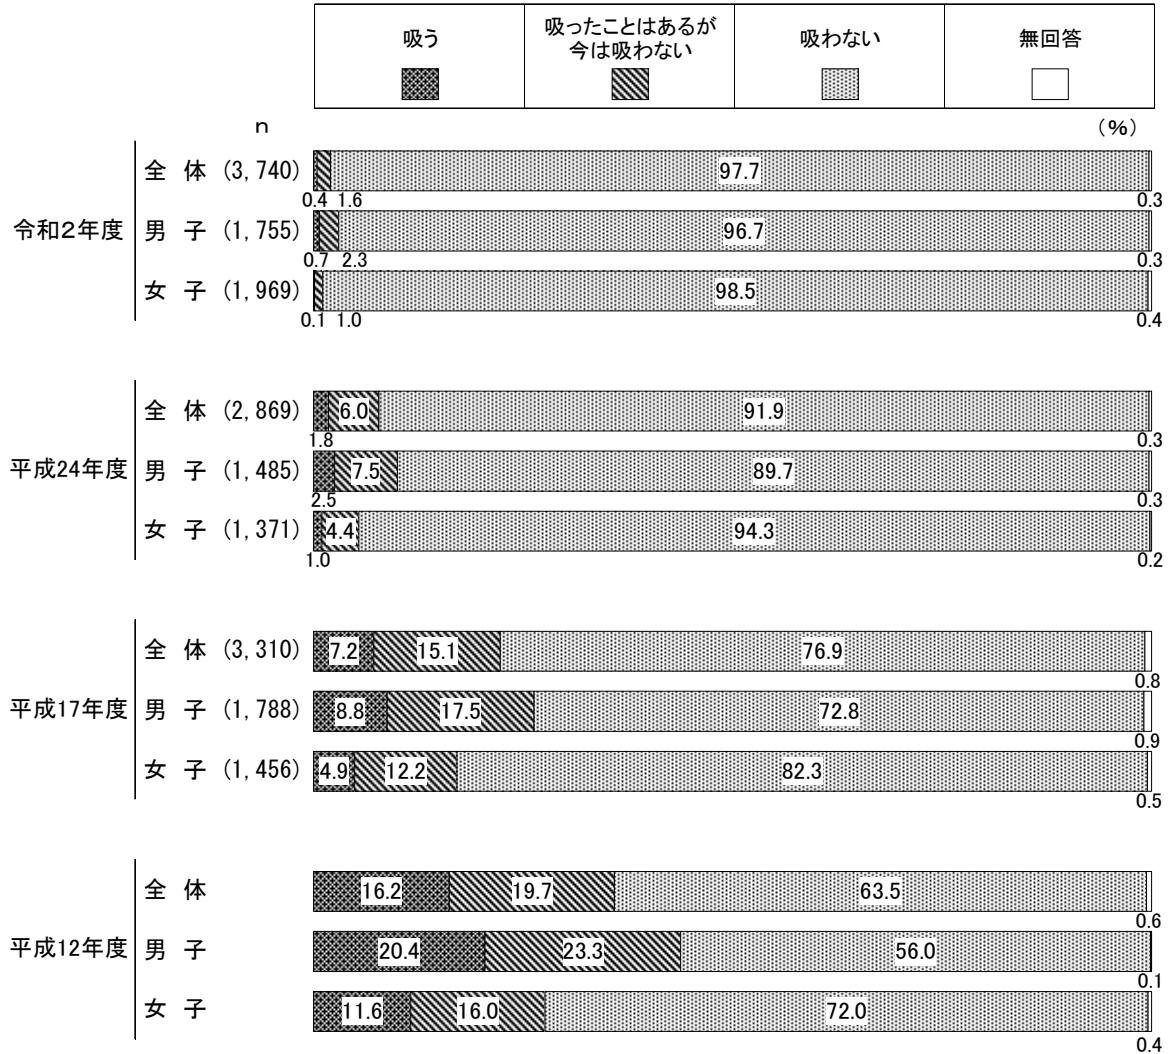 吸う
吸ったことはあるが
今は吸わない
吸わない
無回答
n
(%)
令和2年度
全 体 (3,740)
97.7
0.4 1.6 0.3
男 子 (1,755)
96.7
0.7 2.3 0.3
女 子 (1,969)
98.5
0.1 1.0 0.4
平成24年度
全 体 (2,869)
6.0 91.9
1.8 0.3
男 子 (1,485)
7.5 89.7
2.5 0.3
女 子 (1,371)
4.4 94.3
1.0 0.2
平成17年度
全 体 (3,310)
7.2 15.1 76.9
0.8
男 子 (1,788)
8.8 17.5 72.8
0.9
女 子 (1,456)
4.9 12.2 82.3
0.5
平成12年度
全 体
16.2 19.7 63.5
0.6
男 子
20.4 23.3 56.0
0.1
女 子
11.6 16.0 72.0
0.4